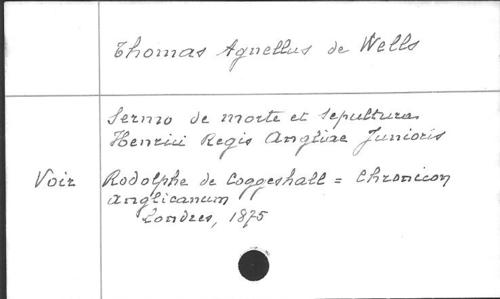 Thomas Agnellus de Wells
Sermo de morte et sepultura
Henrici Regis Angliae Junioris
Voir Rodolphe de Coggeshall = Chronicon
Anglicanum
Londres, 1875